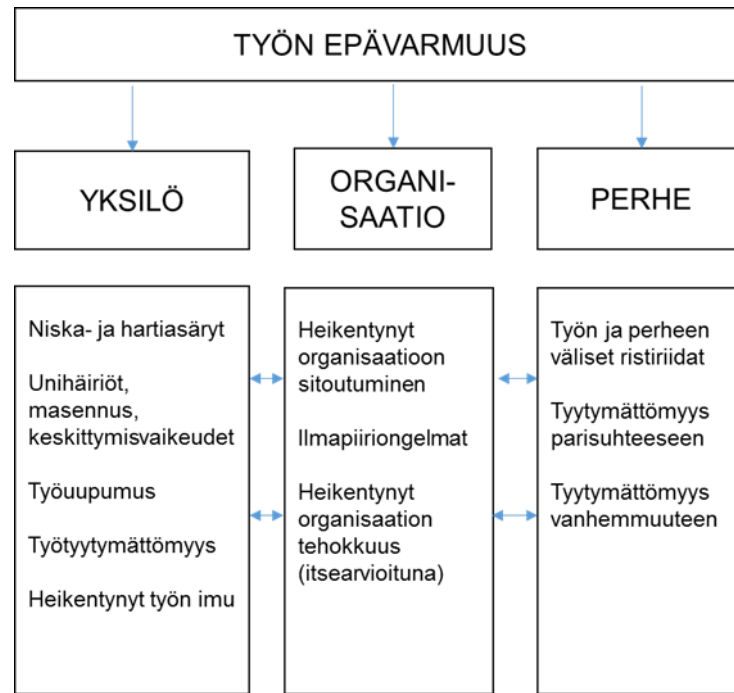 TYÖN EPÄVARMUUS
YKSILÖ
ORGANI-
SAATIO
PERHE
Niska- ja hartiasäryt
Unihäiriöt,
masennus,
keskittymisvaikeudet
Työuupumus
Työtyytymättömyys
Heikentynyt työn imu
Heikentynyt
organisaatioon
sitoutuminen
Ilmapiiriongelmat
Heikentynyt
organisaation
tehokkuus
(itsearvioituna)
Työn ja perheen
väliset ristiriidat
Tyytymättömyys
parisuhteeseen
Tyytymättömyys
vanhemmuuteen